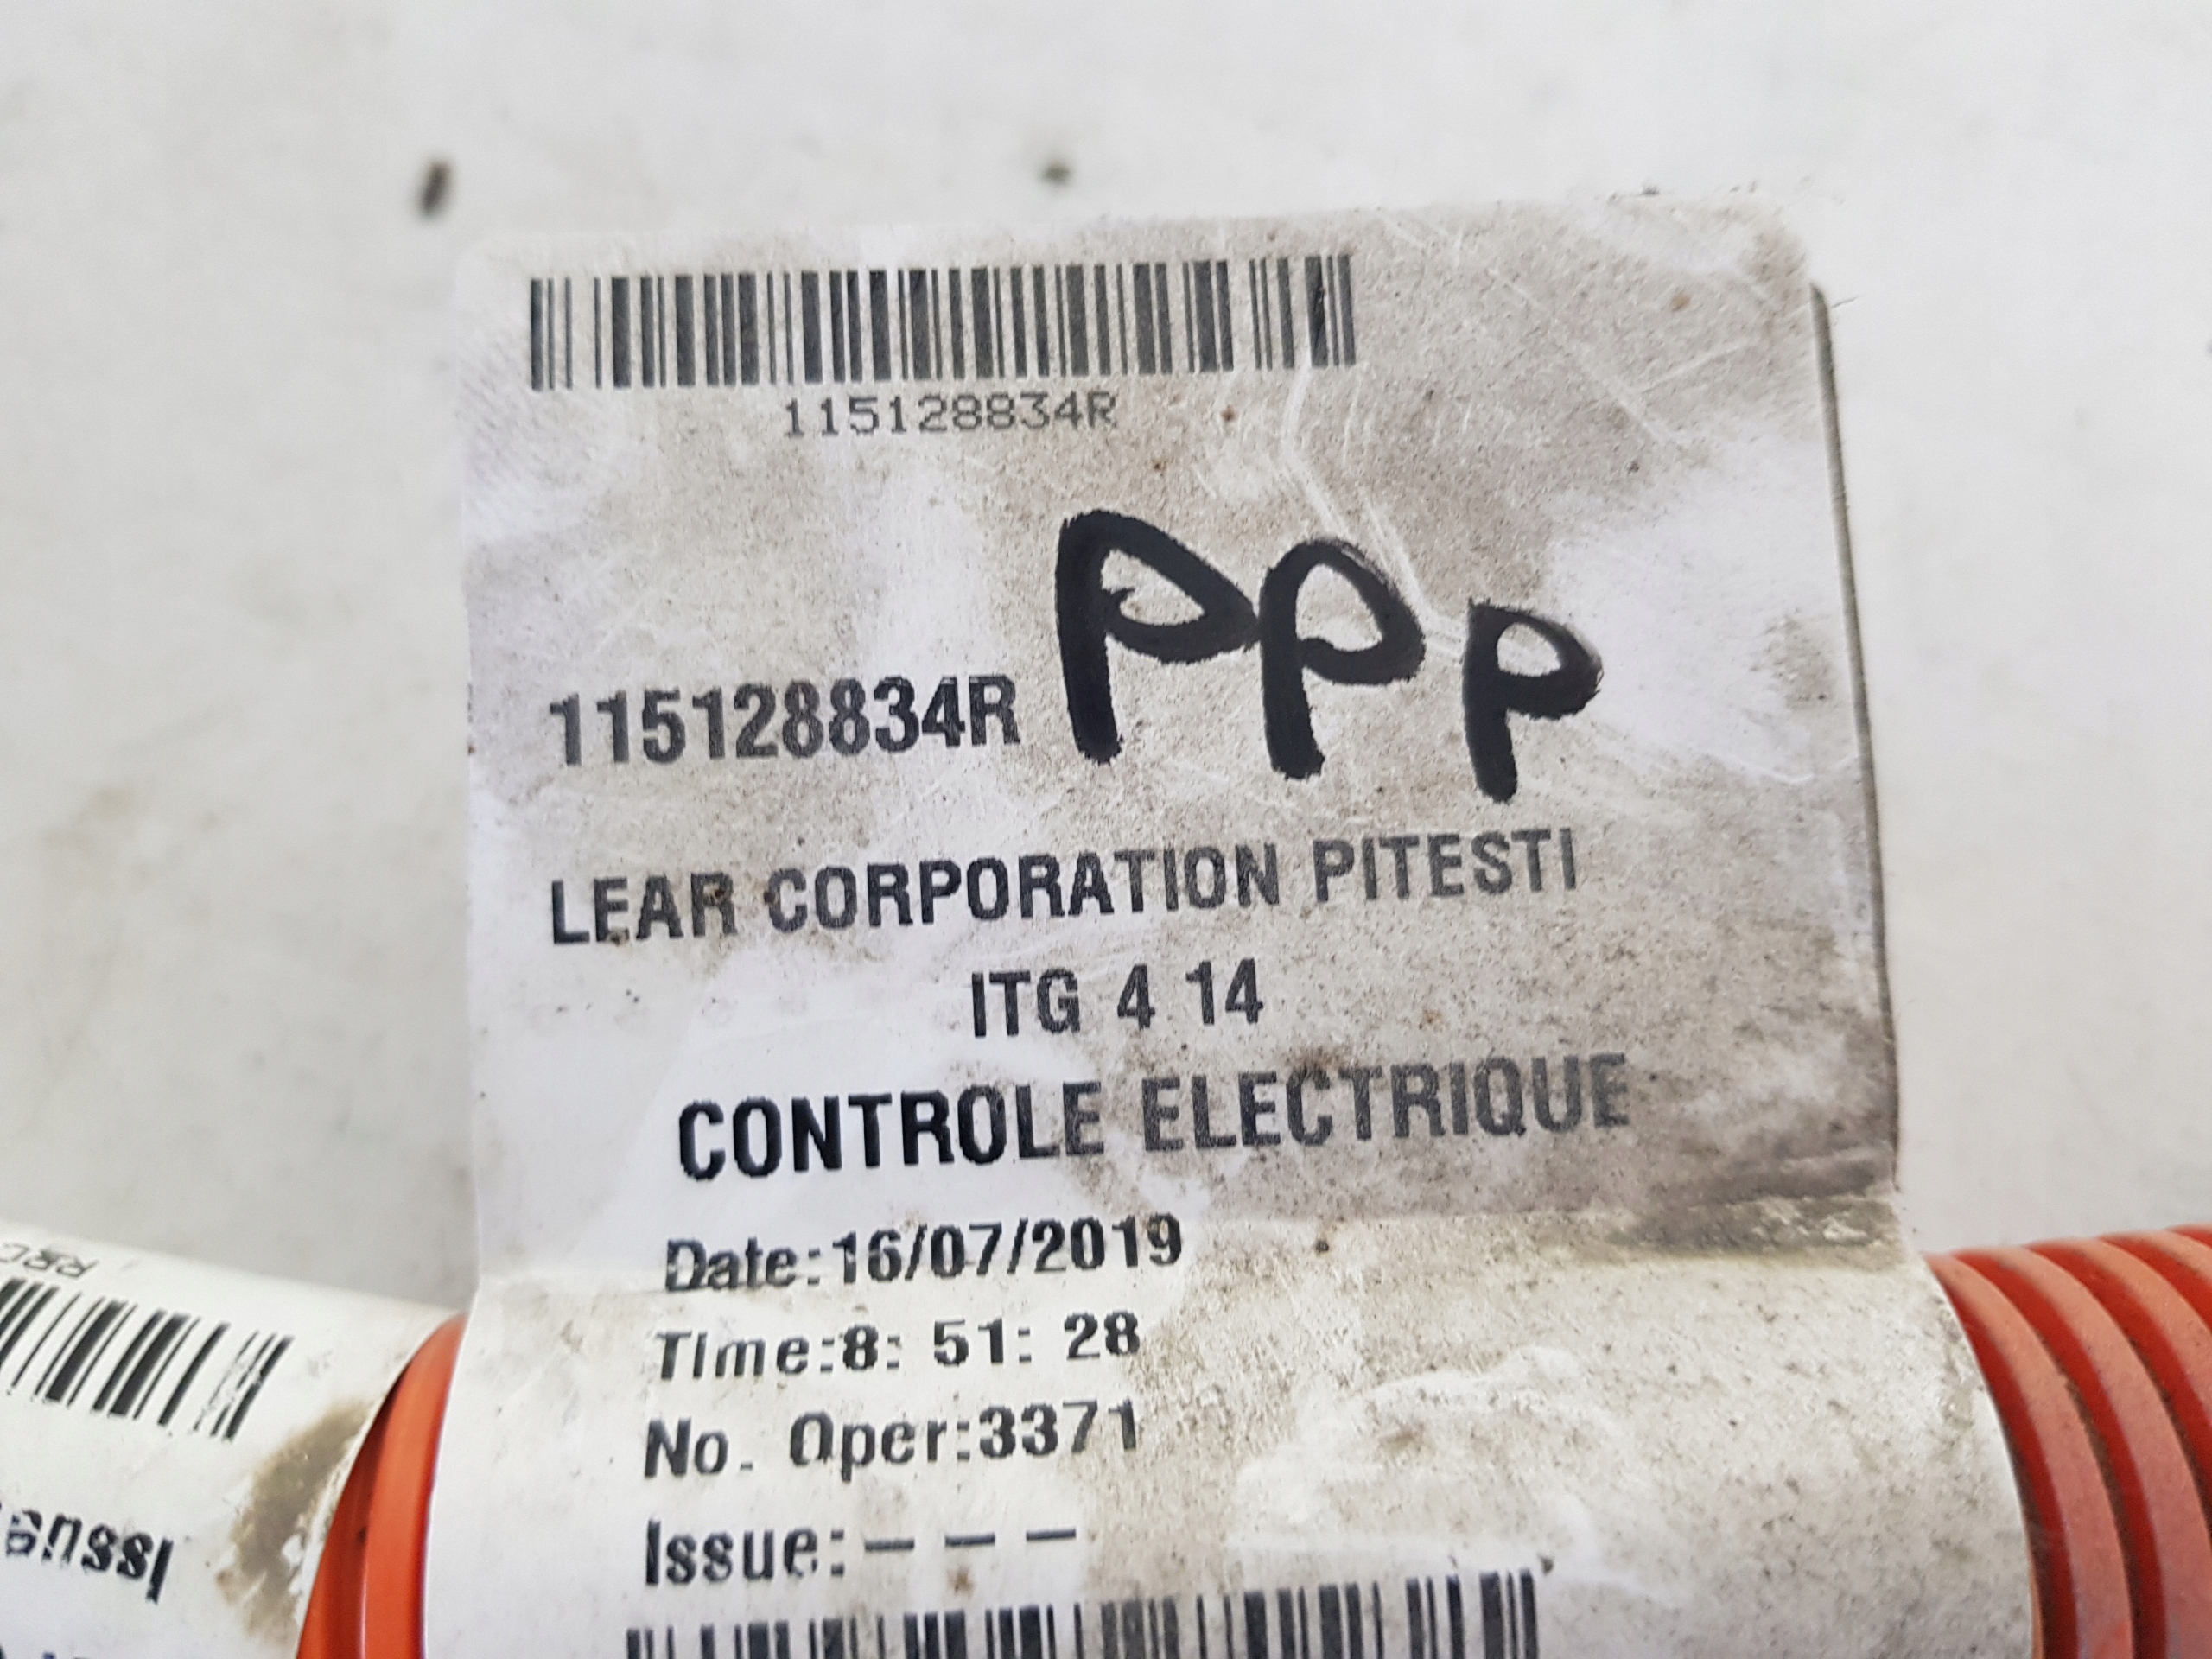 115128834R
PPP
115128834R
LEAR CORPORATION PITESTI
ITG 4 14
CONTROLE ELECTRIQUE
Date:16/07/2019
Time:8: 51: 28
No. Oper:3371
Issue:- - -
Issue